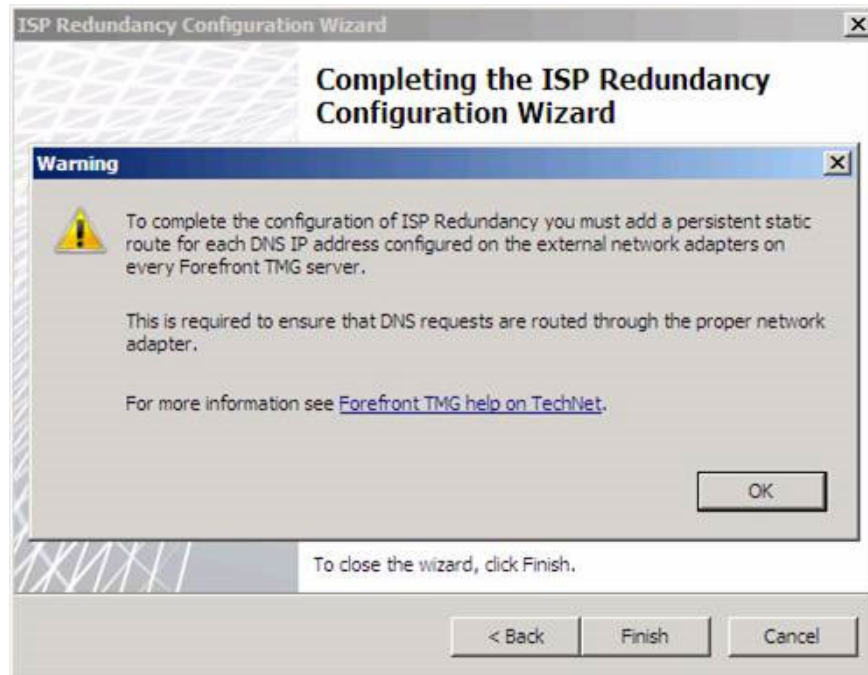 ISP Redundancy Configuration Wizard
Completing the ISP Redundancy
Configuration Wizard
Warning
To complete the configuration of ISP Redundancy you must add a persistent static
route for each DNS IP address configured on the external network adapters on
every Forefront TMG server.
This is required to ensure that DNS requests are routed through the proper network
adapter.
For more information see Forefront TMG help on TechNet.
OK
To close the wizard, click Finish.
< Back Finish Cancel